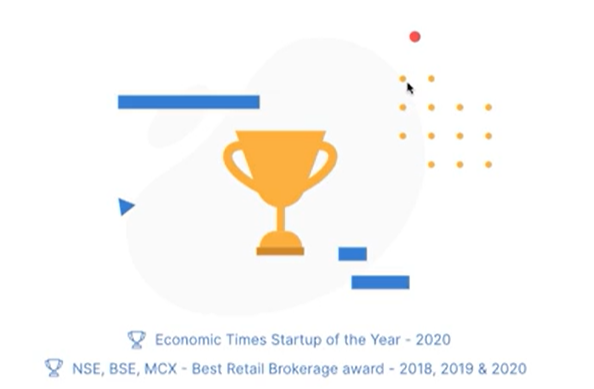 Economic Times Startup of the Year - 2020
NSE, BSE, MCX - Best Retail Brokerage award - 2018, 2019 & 2020